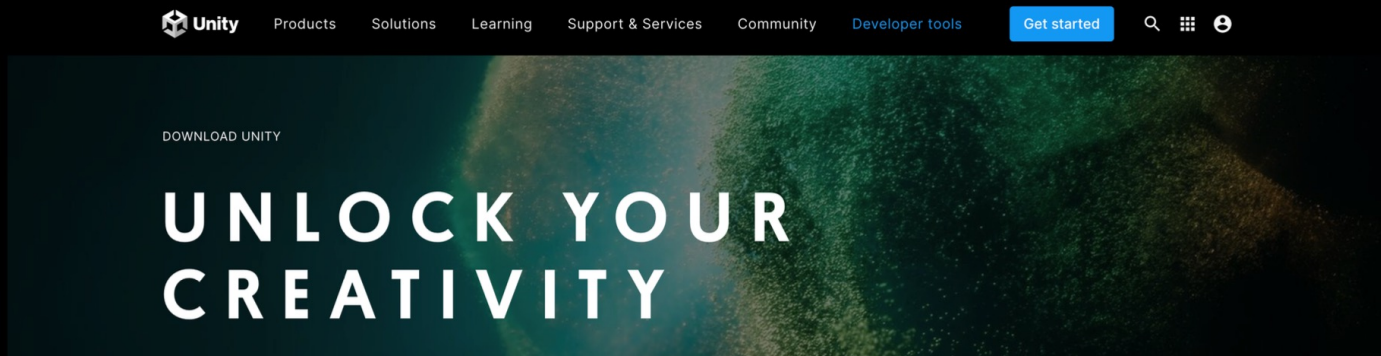 Unity Products Solutions Learning Support & Services Community Developer tools Get started
DOWNLOAD UNITY
UNLOCK YOUR
CREATIVITY